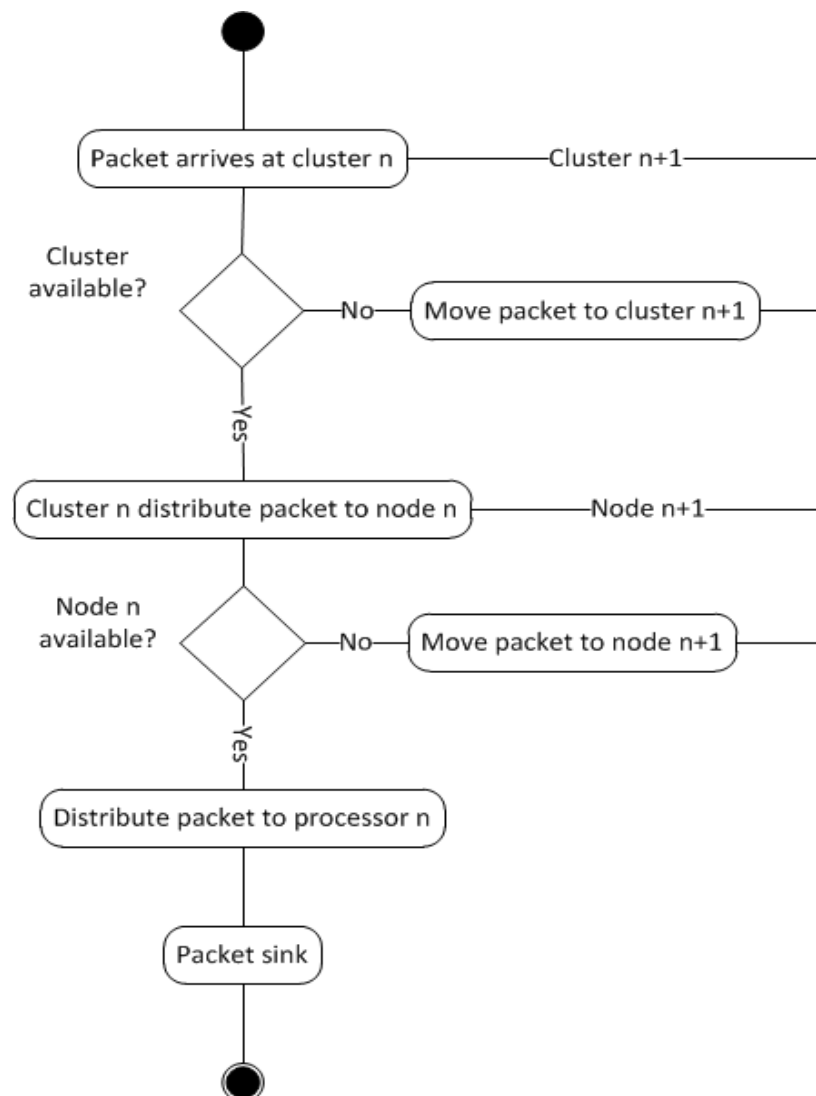 Packet arrives at cluster n
Cluster n+1
Cluster
available?
No
Move packet to cluster n+1
Yes
Cluster n distribute packet to node n
Node n+1
Node n
available?
No
Move packet to node n+1
Yes
Distribute packet to processor n
Packet sink